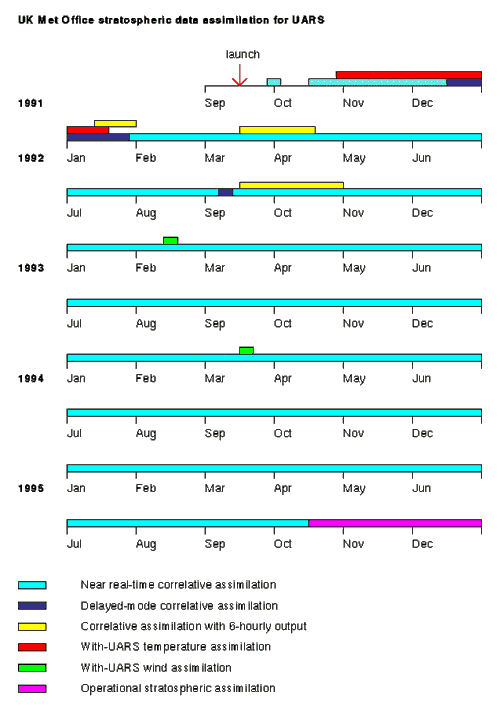 UK Met Office stratospheric data assimilation for UARS
launch
1991
Sep Oct Nov Dec
1992
Jan Feb Mar Apr May Jun
Jul Aug Sep Oct Nov Dec
1993
Jan Feb Mar Apr May Jun
Jul Aug Sep Oct Nov Dec
1994
Jan Feb Mar Apr May Jun
Jul Aug Sep Oct Nov Dec
1995
Jan Feb Mar Apr May Jun
Jul Aug Sep Oct Nov Dec
Near real-time correlative assimilation
Delayed-mode correlative assimilation
Correlative assimilation with 6-hourly output
With-UARS temperature assimilation
With-UARS wind assimilation
Operational stratospheric assimilation